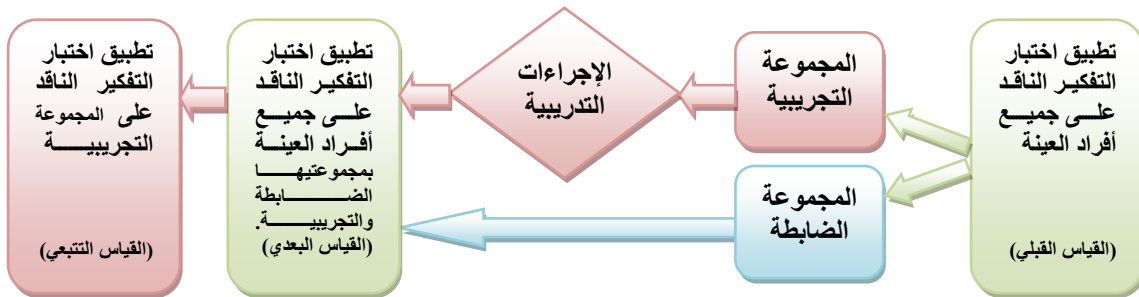 تطبيق اختبار
التفكير الناقد
على جميع
أفراد العينة
(القياس القبلي)
المجموعة
التجريبية
المجموعة
الضابطة
الإجراءات
التدريبية
تطبيق اختبار
التفكير الناقد
على جميع
أفراد العينة
بمجموعتيها
الضابطة
والتجريبية.
(القياس البعدي)
تطبيق اختبار
التفكير الناقد
على المجموعة
التجريبية
(القياس التتبعي)